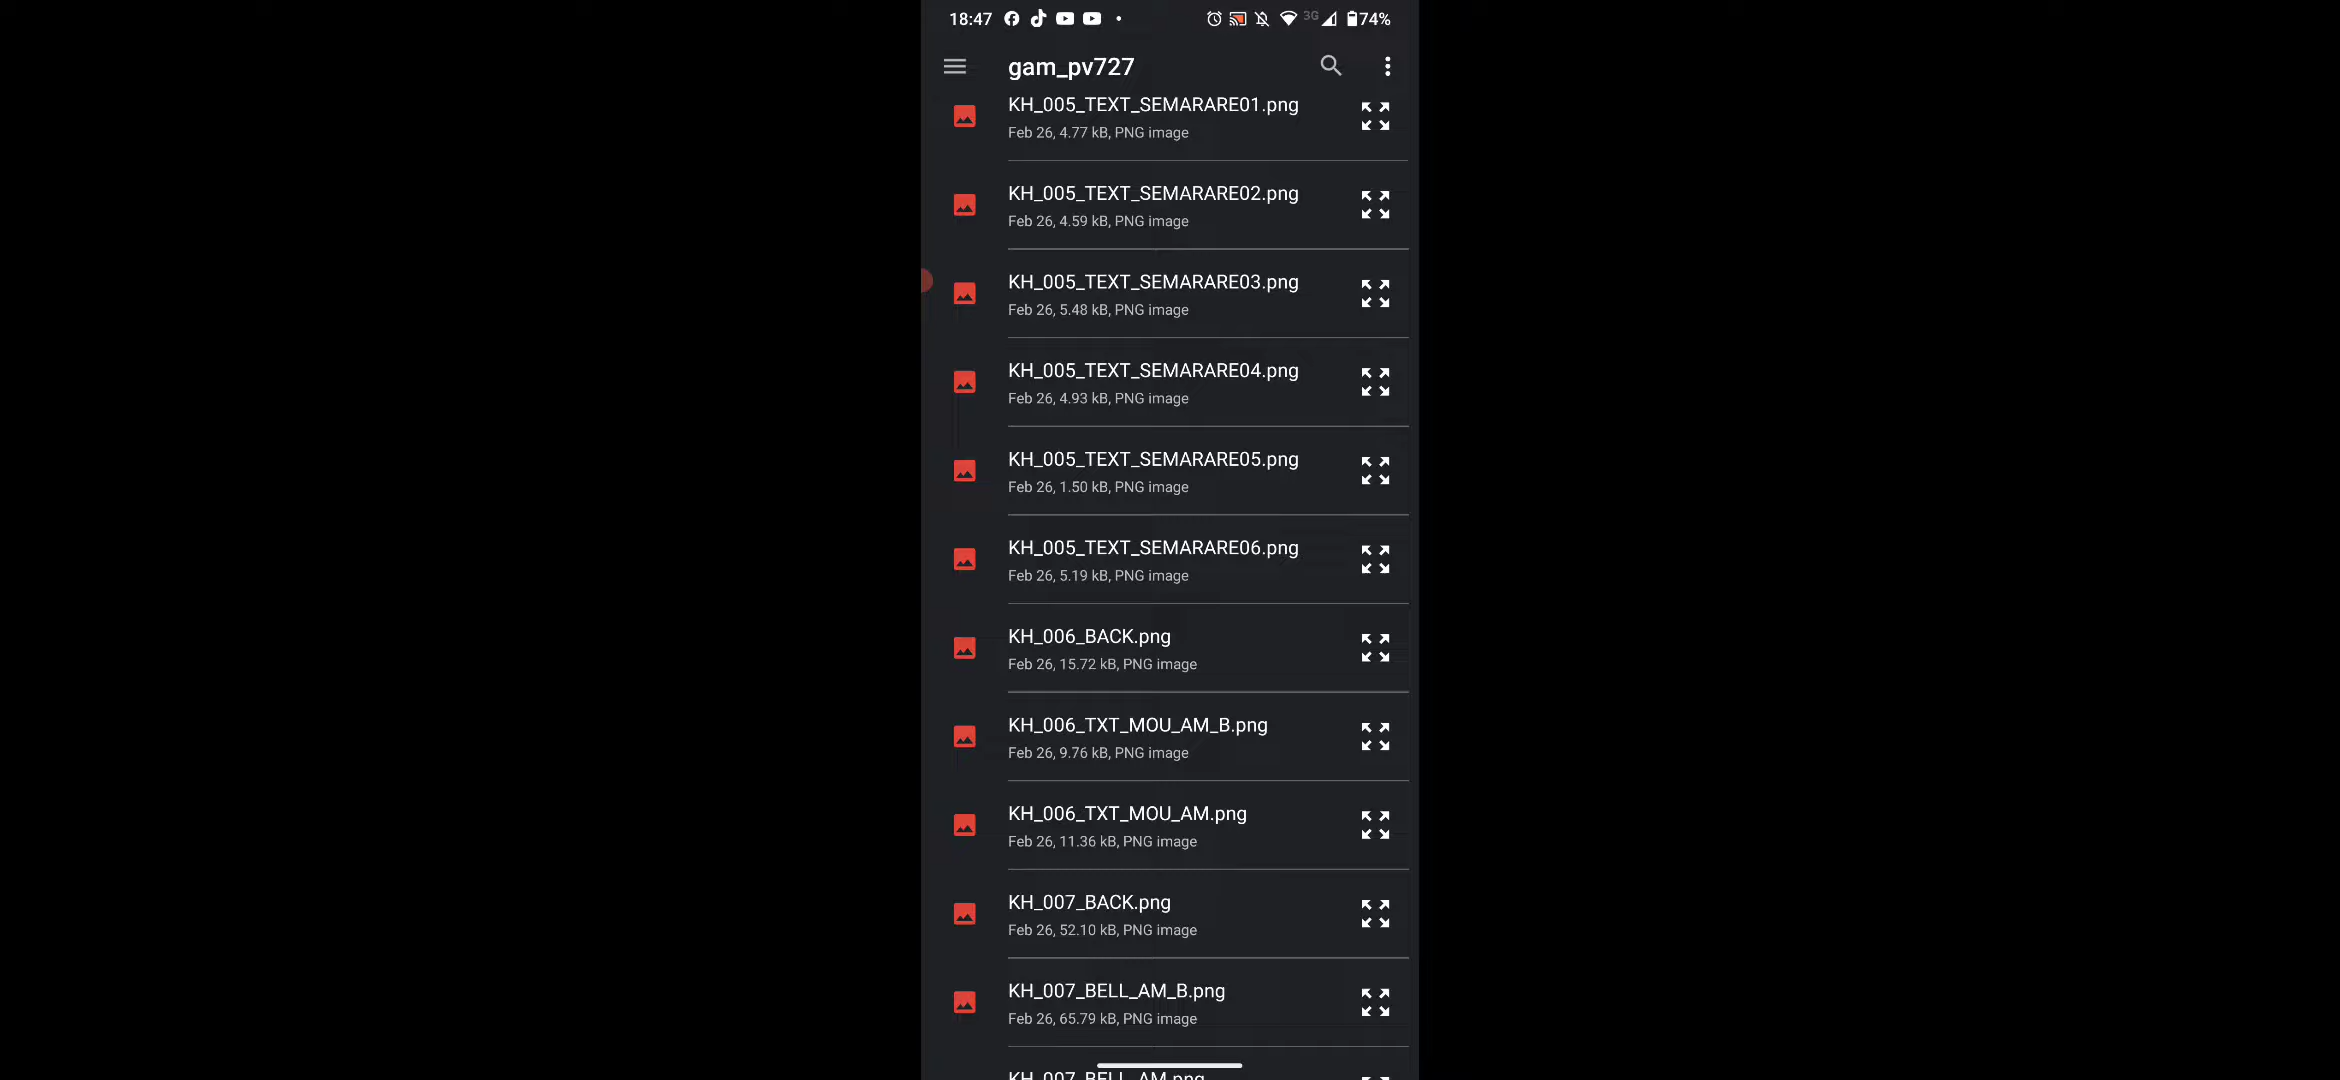 18:47
3G
74%
gam_pv727
KH_005_TEXT_SEMARARE01.png
Feb 26, 4.77 kB, PNG image
KH_005_TEXT_SEMARARE02.png
Feb 26, 4.59 kB, PNG image
KH_005_TEXT_SEMARARE03.png
Feb 26, 5.48 kB, PNG image
KH_005_TEXT_SEMARARE04.png
Feb 26, 4.93 kB, PNG image
KH_005_TEXT_SEMARARE05.png
Feb 26, 1.50 kB, PNG image
KH_005_TEXT_SEMARARE06.png
Feb 26, 5.19 kB, PNG image
KH_006_BACK.png
Feb 26, 15.72 kB, PNG image
KH_006_TXT_MOU_AM_B.png
Feb 26, 9.76 kB, PNG image
KH_006_TXT_MOU_AM.png
Feb 26, 11.36 kB, PNG image
KH_007_BACK.png
Feb 26, 52.10 kB, PNG image
KH_007_BELL_AM_B.png
Feb 26, 65.79 kB, PNG image
KH_007_BELL_AM.png